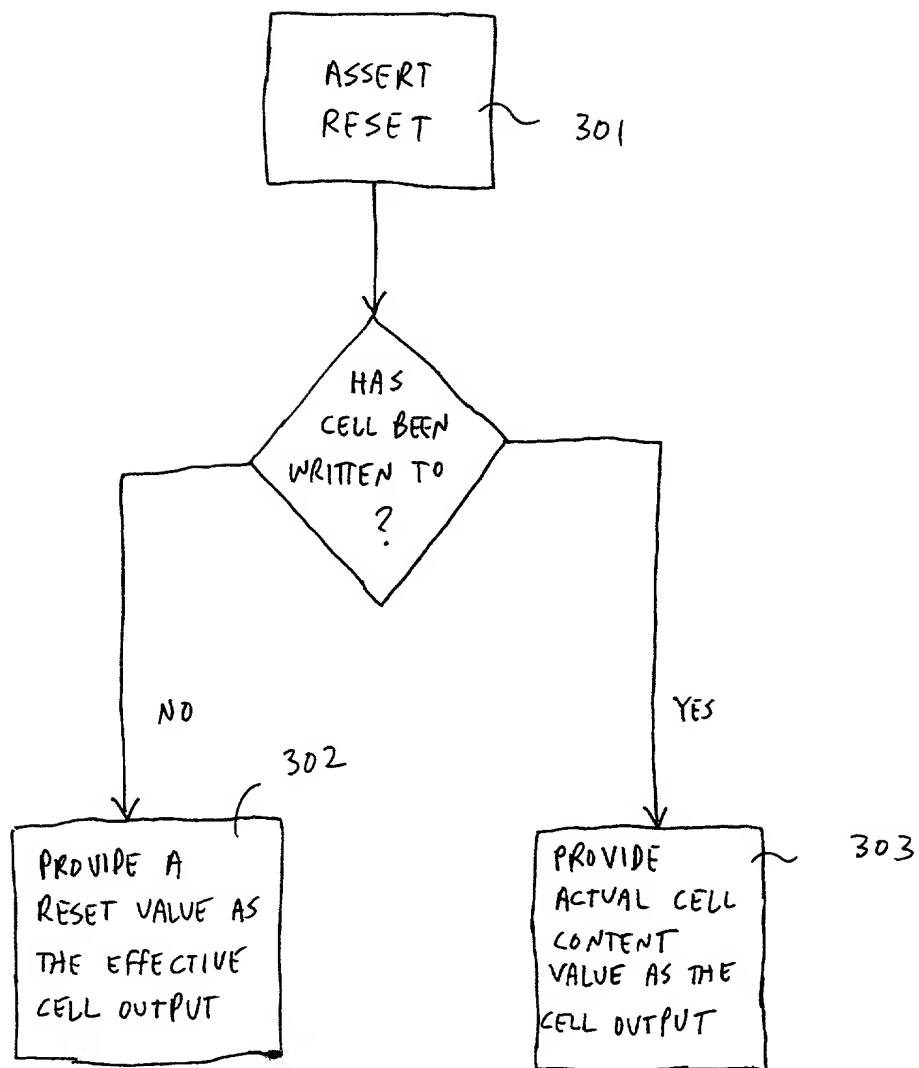 ASSERT
RESET
301
HAS
CELL BEEN
WRITTEN TO
?
NO
YES
302
PROVIDE A
RESET VALUE AS
THE EFFECTIVE
CELL OUTPUT
303
PROVIDE
ACTUAL CELL
CONTENT
VALUE AS THE
CELL OUTPUT